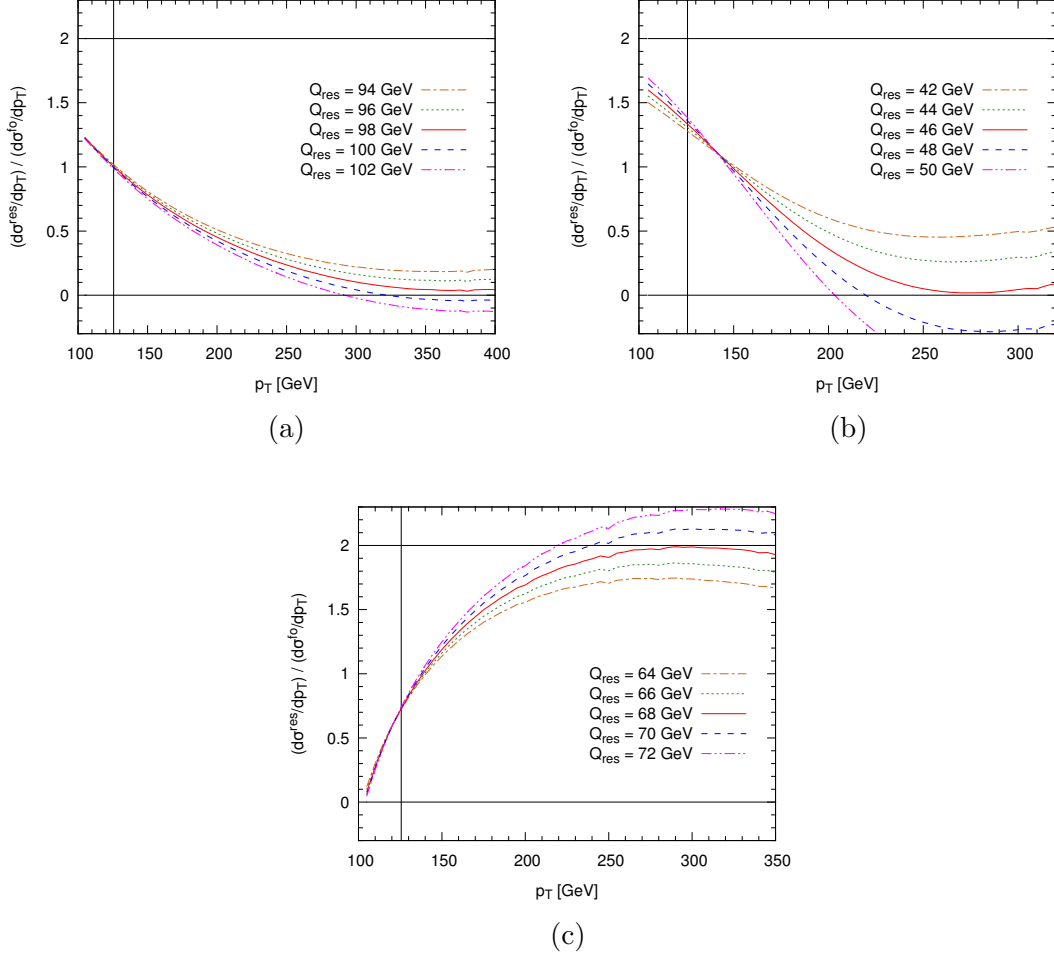 (dσ^res/dp_T) / (dσ^fo/dp_T)
2
1.5
1
0.5
0
Q_res = 94 GeV
Q_res = 96 GeV
Q_res = 98 GeV
Q_res = 100 GeV
Q_res = 102 GeV
100 150 200 250 300 350 400
p_T [GeV]
(a)
(dσ^res/dp_T) / (dσ^fo/dp_T)
2
1.5
1
0.5
0
Q_res = 42 GeV
Q_res = 44 GeV
Q_res = 46 GeV
Q_res = 48 GeV
Q_res = 50 GeV
100 150 200 250 300
p_T [GeV]
(b)
(dσ^res/dp_T) / (dσ^fo/dp_T)
2
1.5
1
0.5
0
Q_res = 64 GeV
Q_res = 66 GeV
Q_res = 68 GeV
Q_res = 70 GeV
Q_res = 72 GeV
100 150 200 250 300 350
p_T [GeV]
(c)